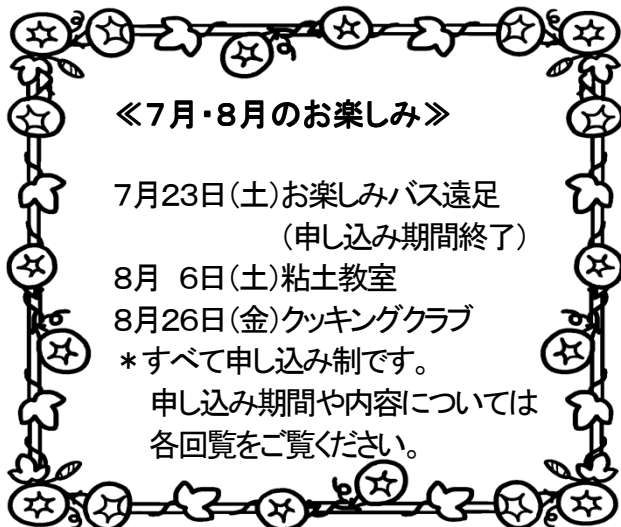 ≪7月・8月のお楽しみ≫
7月23日(土)お楽しみバス遠足
(申し込み期間終了)
8月 6日(土)粘土教室
8月26日(金)クッキングクラブ
*すべて申し込み制です。
申し込み期間や内容については
各回覧をご覧ください。